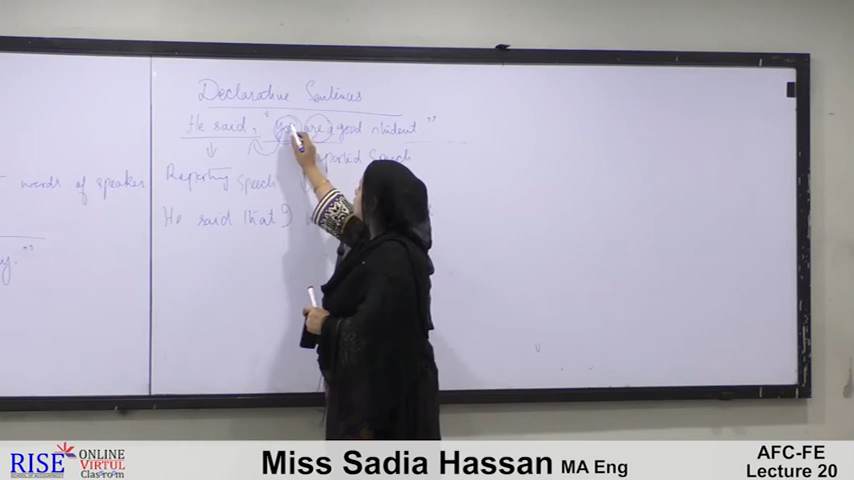 Declarative Sentences
He said, " You are a good student."
Reported Speech
words of speaker
Reporting Speech
He said that I
y."
RISE ONLINE VIRTUL Classroom
Miss Sadia Hassan MA Eng
AFC-FE
Lecture 20